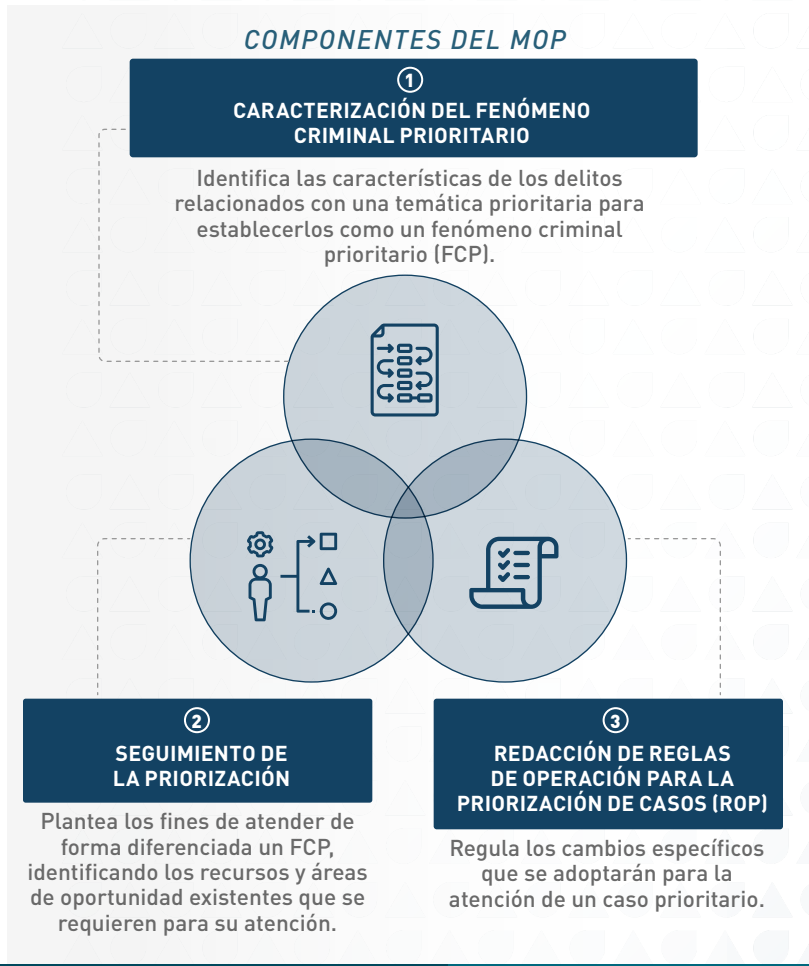 COMPONENTES DEL MOP
1
CARACTERIZACIÓN DEL FENÓMENO
CRIMINAL PRIORITARIO
Identifica las características de los delitos
relacionados con una temática prioritaria para
establecerlos como un fenómeno criminal
prioritario (FCP).
2
SEGUIMIENTO DE
LA PRIORIZACIÓN
Plantea los fines de atender de
forma diferenciada un FCP,
identificando los recursos y áreas
de oportunidad existentes que se
requieren para su atención.
3
REDACCIÓN DE REGLAS
DE OPERACIÓN PARA LA
PRIORIZACIÓN DE CASOS (ROP)
Regula los cambios específicos
que se adoptarán para la
atención de un caso prioritario.